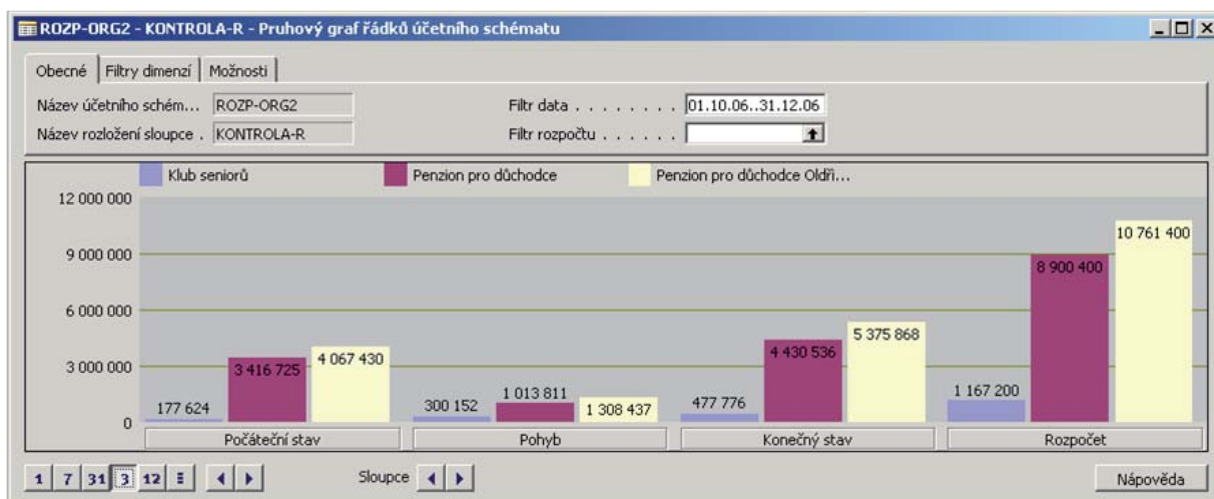 ROZP-ORG2 - KONTROLA-R - Pruhový graf řádků účetního schématu
Obecné Filtry dimenzí Možnosti
Název účetního schém... ROZP-ORG2 Filtr data . . . . . . . . 01.10.06..31.12.06
Název rozložení sloupce . KONTROLA-R Filtr rozpočtu . . . . . .
Klub seniorů Penzion pro důchodce Penzion pro důchodce Oldři...
12 000 000
10 761 400
9 000 000
8 900 400
6 000 000
5 375 868
4 430 536
3 000 000
3 416 725 4 067 430
1 167 200
1 013 811
177 624 300 152 1 308 437 477 776
0
Počáteční stav Pohyb Konečný stav Rozpočet
1 7 31 3 12 Sloupce Nápověda